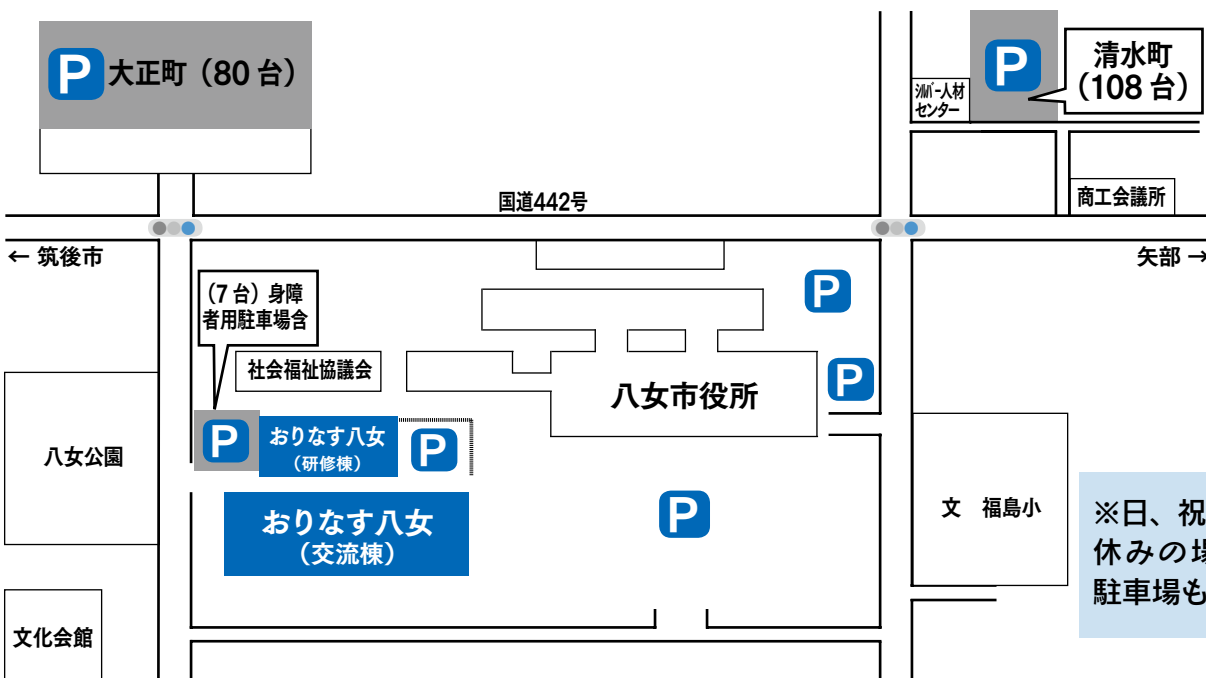 P 大正町（80 台）
P
清水町
（108 台）
ｼﾙﾊﾞｰ人材
センター
商工会議所
国道442号
← 筑後市
矢部 →
（7 台）身障
者用駐車場含
社会福祉協議会
P
P
八女市役所
八女公園
P
おりなす八女
（研修棟）
P
おりなす八女
（交流棟）
P
文　福島小
※日、祝
休みの場
駐車場も
文化会館